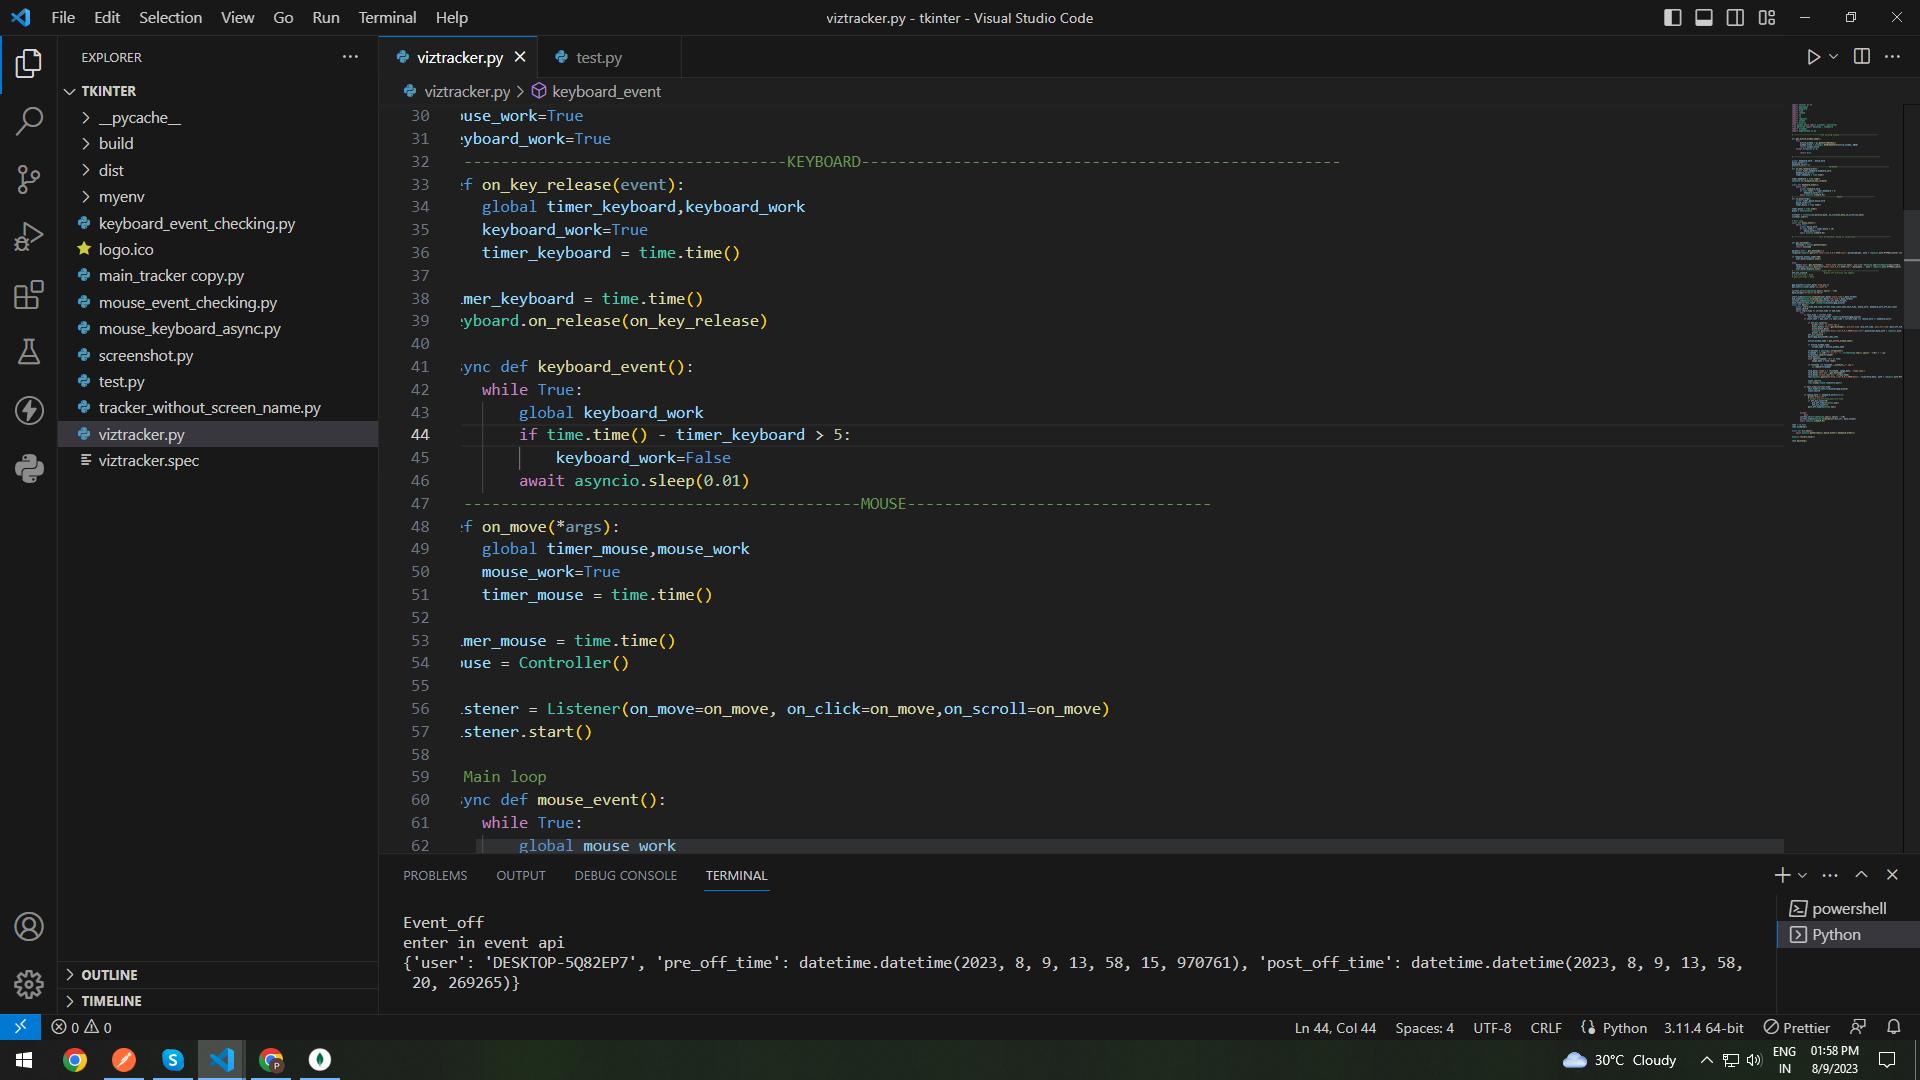 File Edit Selection View Go Run Terminal Help
viztracker.py - tkinter - Visual Studio Code
EXPLORER
TKINTER
__pycache__
build
dist
myenv
keyboard_event_checking.py
logo.ico
main_tracker copy.py
mouse_event_checking.py
mouse_keyboard_async.py
screenshot.py
test.py
tracker_without_screen_name.py
viztracker.py
viztracker.spec
OUTLINE
TIMELINE
viztracker.py test.py
viztracker.py > keyboard_event
30 ouse_work=True
31 eyboard_work=True
32 -----------------------------------KEYBOARD----------------------------------------------------
33 ef on_key_release(event):
34 global timer_keyboard,keyboard_work
35 keyboard_work=True
36 timer_keyboard = time.time()
37
38 imer_keyboard = time.time()
39 eyboard.on_release(on_key_release)
40
41 sync def keyboard_event():
42 while True:
43 global keyboard_work
44 if time.time() - timer_keyboard > 5:
45 keyboard_work=False
46 await asyncio.sleep(0.01)
47 -------------------------------------------MOUSE---------------------------------
48 ef on_move(*args):
49 global timer_mouse,mouse_work
50 mouse_work=True
51 timer_mouse = time.time()
52
53 imer_mouse = time.time()
54 ouse = Controller()
55
56 istener = Listener(on_move=on_move, on_click=on_move,on_scroll=on_move)
57 istener.start()
58
59 Main loop
60 sync def mouse_event():
61 while True:
62 global mouse_work
PROBLEMS OUTPUT DEBUG CONSOLE TERMINAL
Event_off
enter in event api
{'user': 'DESKTOP-5Q82EP7', 'pre_off_time': datetime.datetime(2023, 8, 9, 13, 58, 15, 970761), 'post_off_time': datetime.datetime(2023, 8, 9, 13, 58,
20, 269265)}
powershell
Python
0 0
Ln 44, Col 44 Spaces: 4 UTF-8 CRLF Python 3.11.4 64-bit Prettier
30°C Cloudy
ENG
IN
01:58 PM
8/9/2023